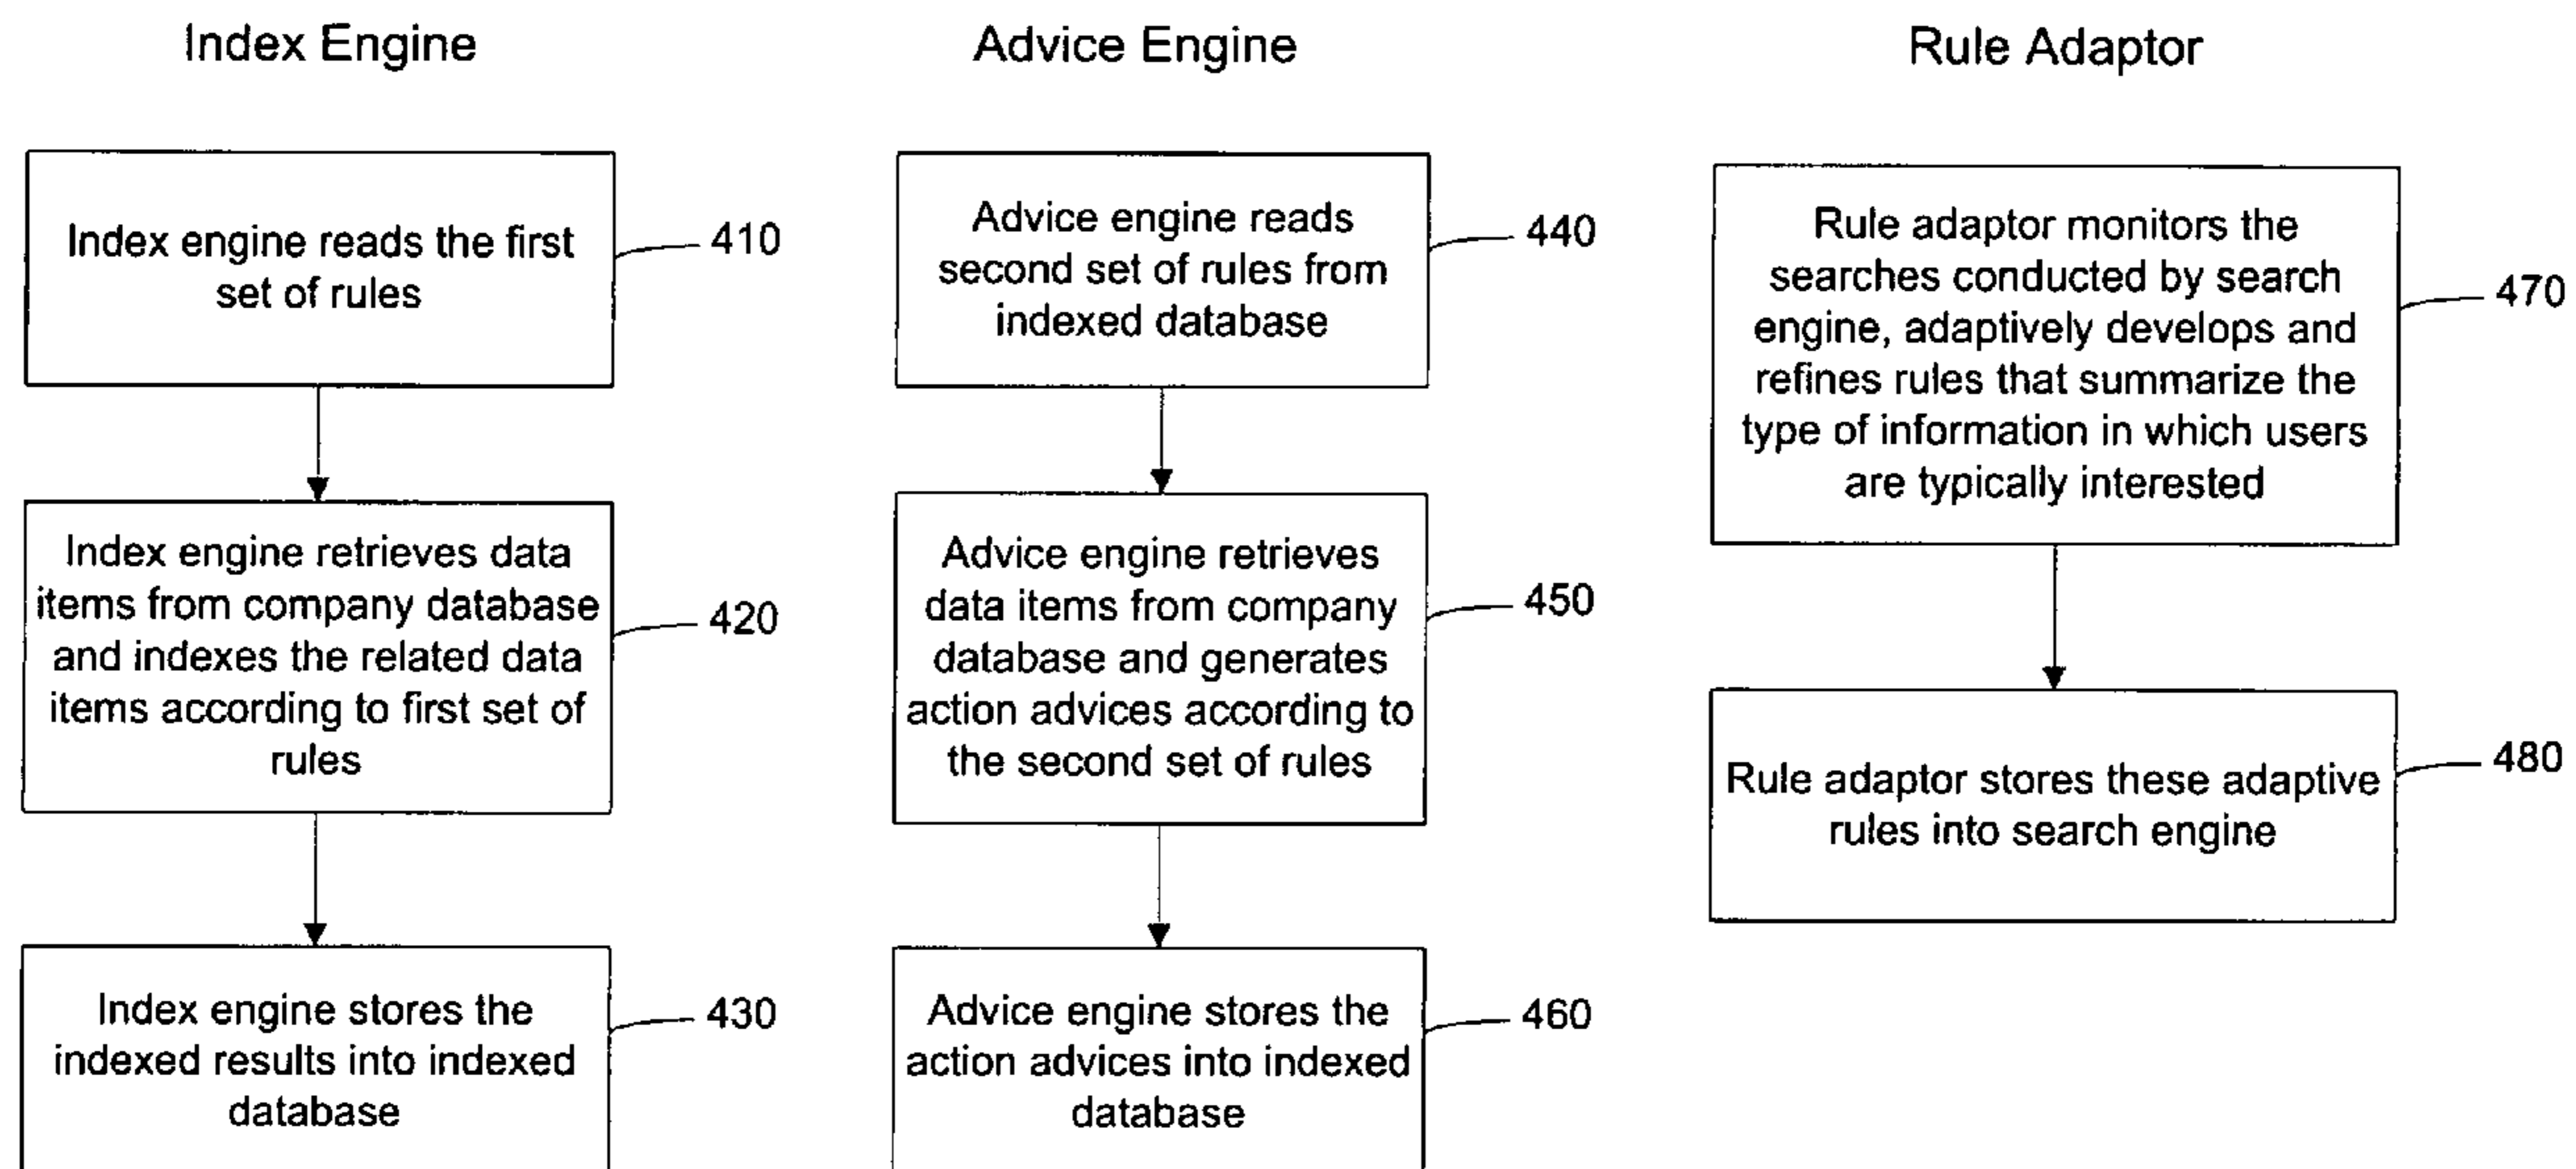 Index Engine
Index engine reads the first
set of rules
410
Index engine retrieves data
items from company database
and indexes the related data
items according to first set of
rules
420
Index engine stores the
indexed results into indexed
database
430
Advice Engine
Advice engine reads
second set of rules from
indexed database
440
Advice engine retrieves
data items from company
database and generates
action advices according to
the second set of rules
450
Advice engine stores the
action advices into indexed
database
460
Rule Adaptor
Rule adaptor monitors the
searches conducted by search
engine, adaptively develops and
refines rules that summarize the
type of information in which users
are typically interested
470
Rule adaptor stores these adaptive
rules into search engine
480